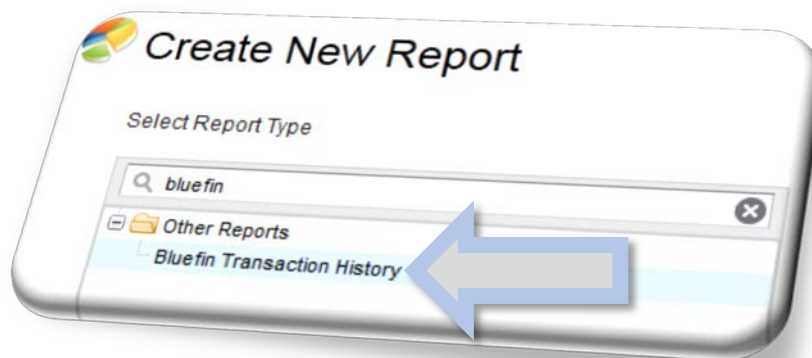 Create New Report
Select Report Type
bluefin
Other Reports
Bluefin Transaction History